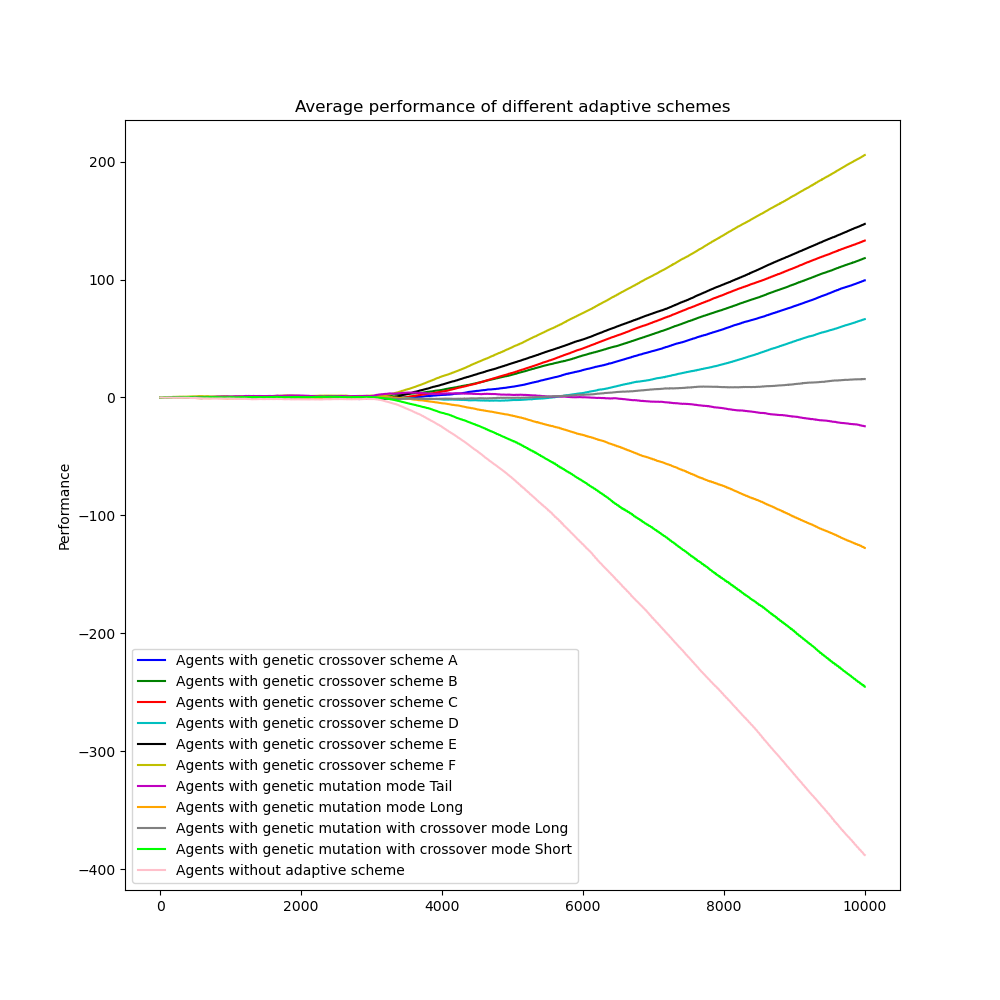 Average performance of different adaptive schemes
Performance
200
100
0
−100
−200
−300
−400
Agents with genetic crossover scheme A
Agents with genetic crossover scheme B
Agents with genetic crossover scheme C
Agents with genetic crossover scheme D
Agents with genetic crossover scheme E
Agents with genetic crossover scheme F
Agents with genetic mutation mode Tail
Agents with genetic mutation mode Long
Agents with genetic mutation with crossover mode Long
Agents with genetic mutation with crossover mode Short
Agents without adaptive scheme
0 2000 4000 6000 8000 10000